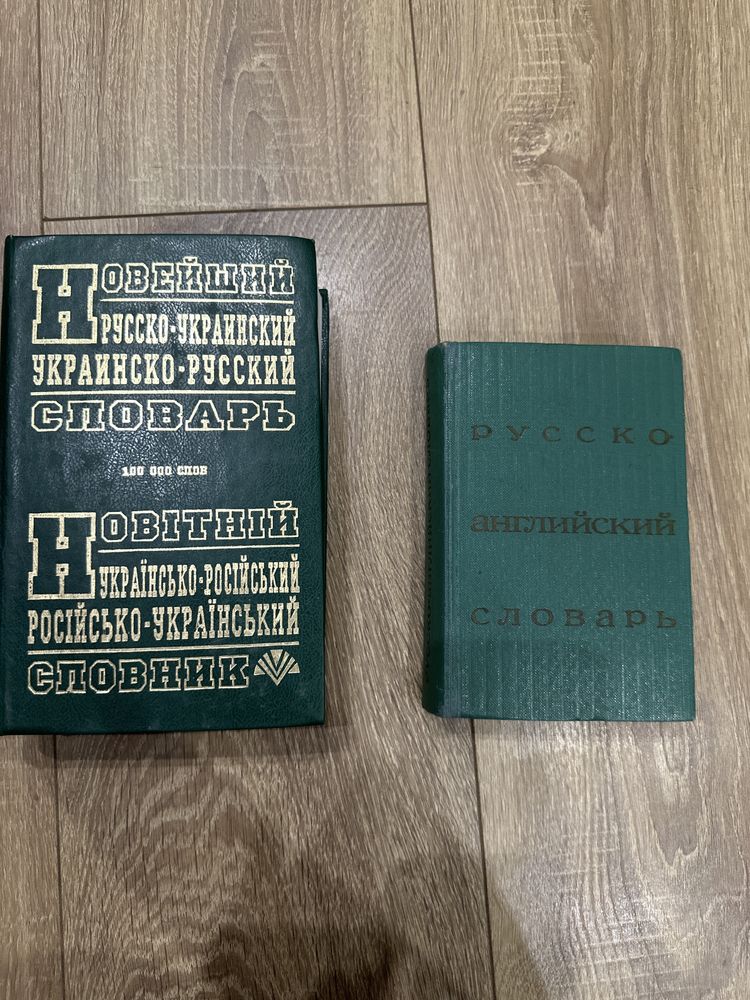 НОВЕЙШИЙ
РУССКО-УКРАИНСКИЙ
УКРАИНСКО-РУССКИЙ
СЛОВАРЬ
100 000 СЛОВ
НОВІТНІЙ
УКРАЇНСЬКО-РОСІЙСЬКИЙ
РОСІЙСЬКО-УКРАЇНСЬКИЙ
СЛОВНИК
РУССКО-
АНГЛИЙСКИЙ
СЛОВАРЬ